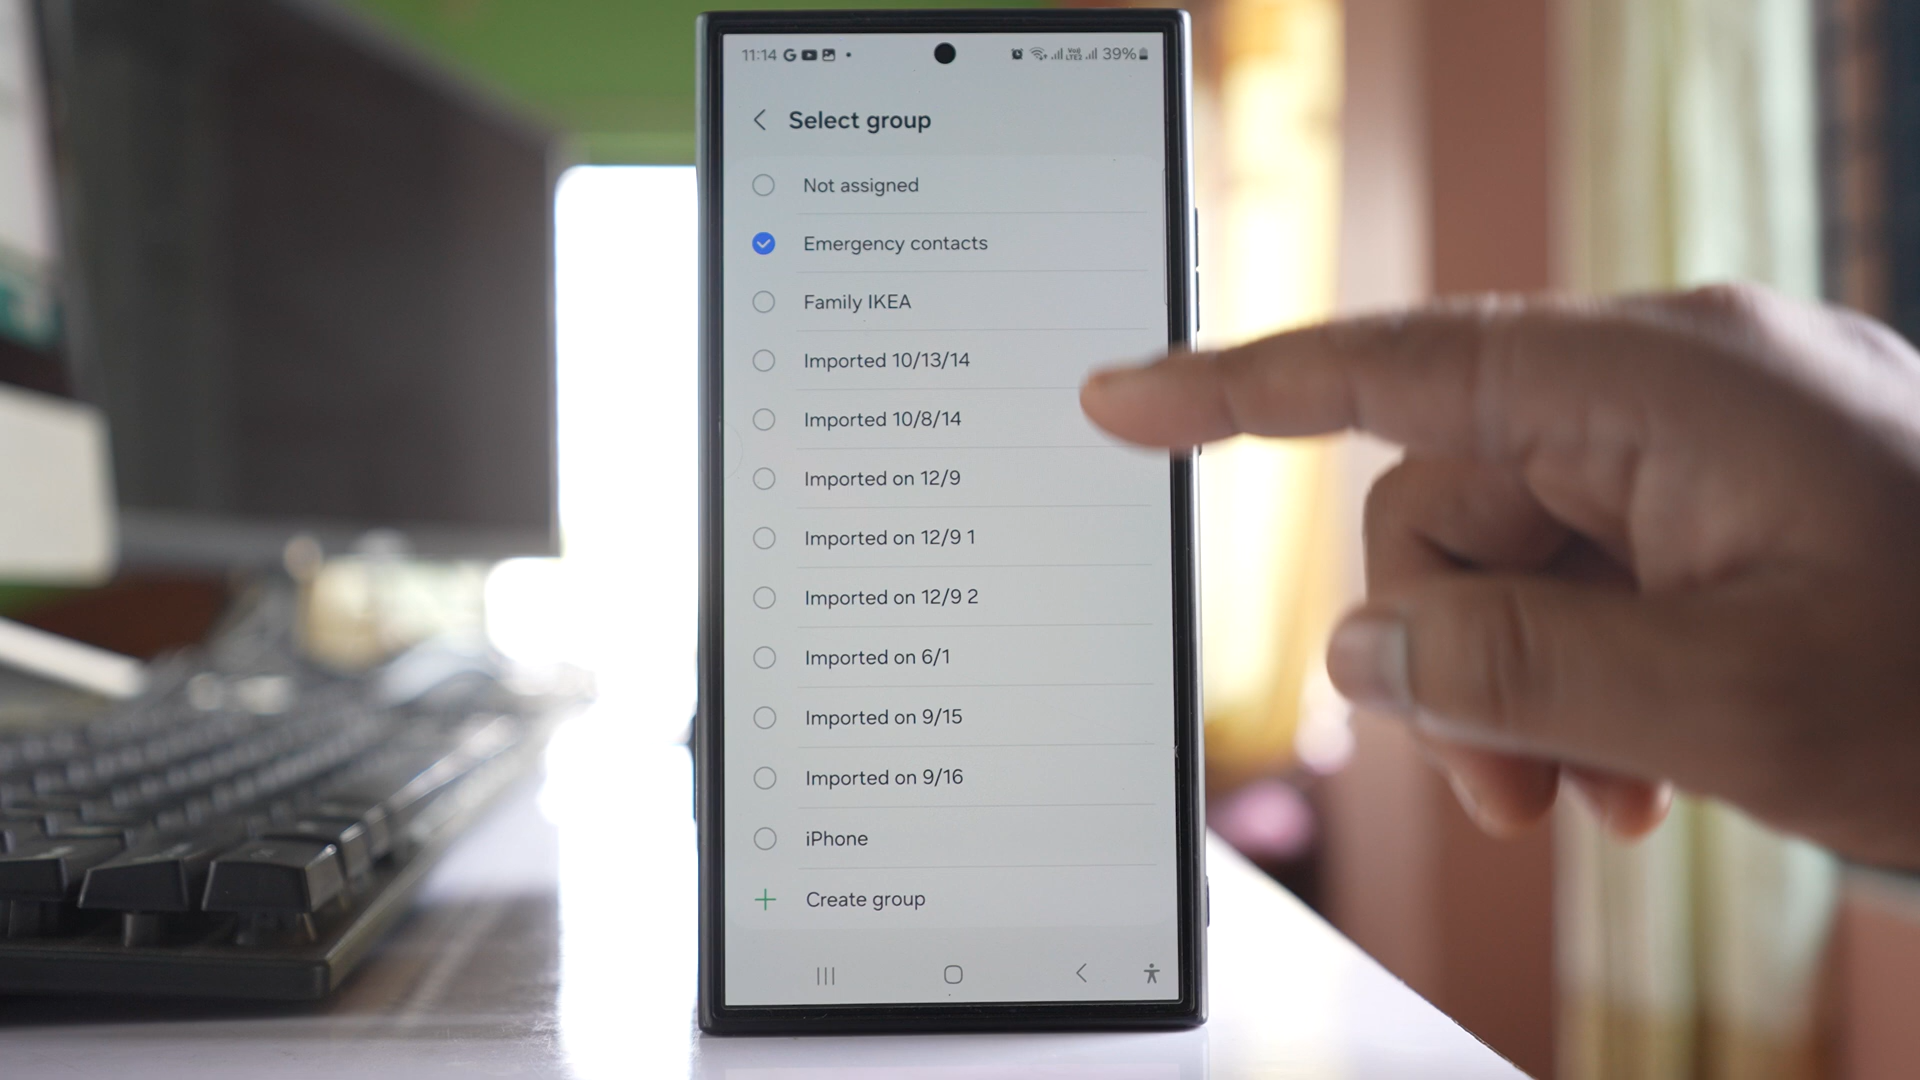 11:14 G 39%
Select group
Not assigned
Emergency contacts
Family IKEA
Imported 10/13/14
Imported 10/8/14
Imported on 12/9
Imported on 12/9 1
Imported on 12/9 2
Imported on 6/1
Imported on 9/15
Imported on 9/16
iPhone
Create group